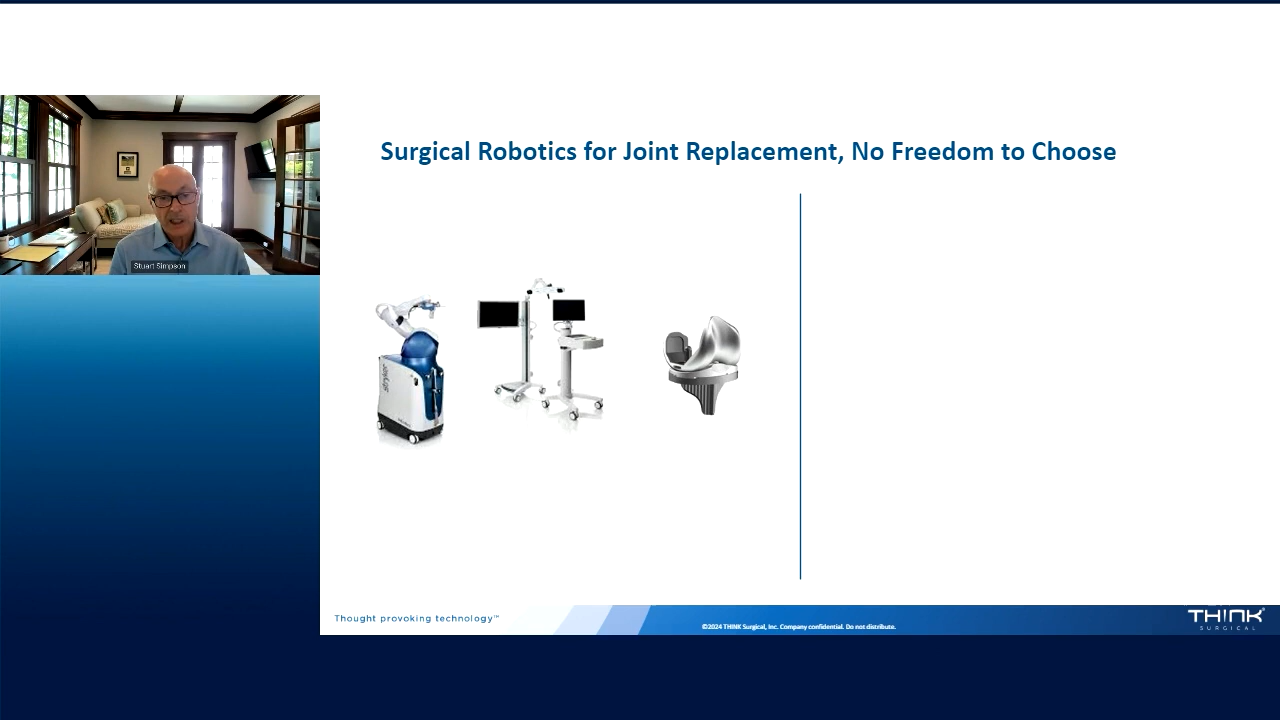 Surgical Robotics for Joint Replacement, No Freedom to Choose
Stuart Simpson
Thought provoking technology™
©2024 THINK Surgical, Inc. Company confidential. Do not distribute.
THINK
SURGICAL